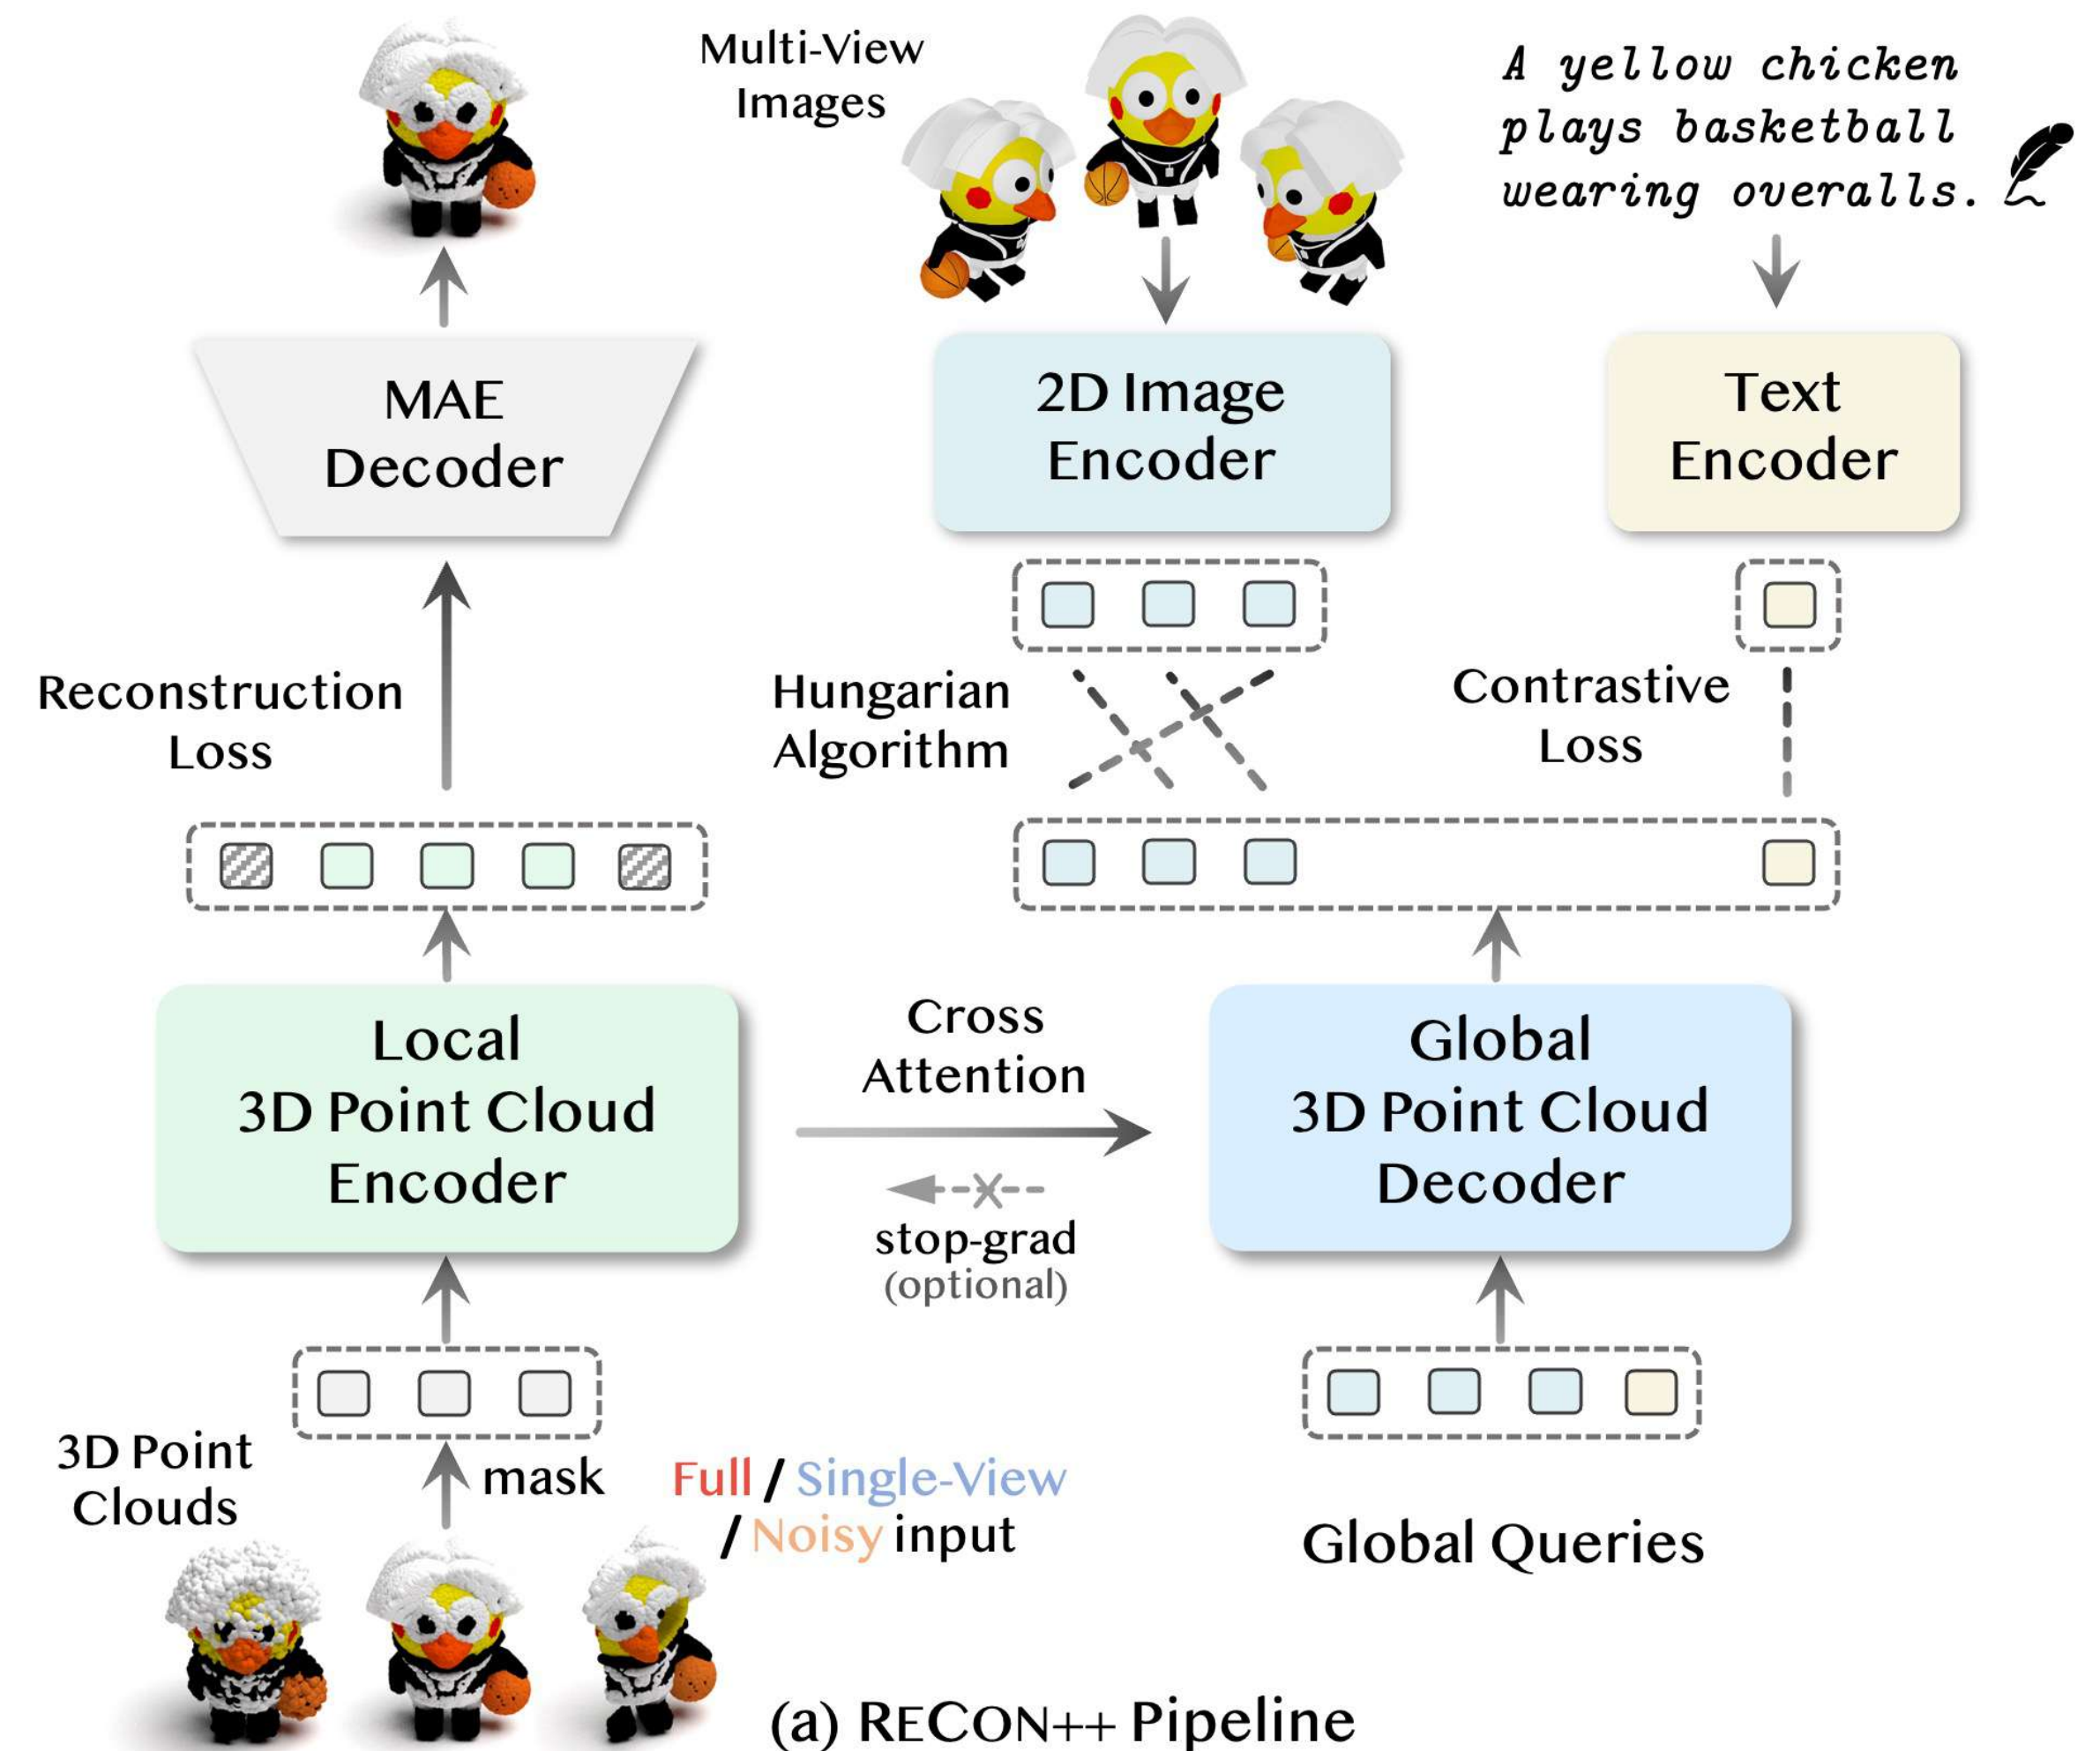 Multi-View
Images
A yellow chicken
plays basketball
wearing overalls.
MAE
Decoder
2D Image
Encoder
Text
Encoder
Reconstruction
Loss
Hungarian
Algorithm
Contrastive
Loss
Local
3D Point Cloud
Encoder
Cross
Attention
stop-grad
(optional)
Global
3D Point Cloud
Decoder
3D Point
Clouds
mask
Full / Single-View
/ Noisy input
Global Queries
(a) RECON++ Pipeline